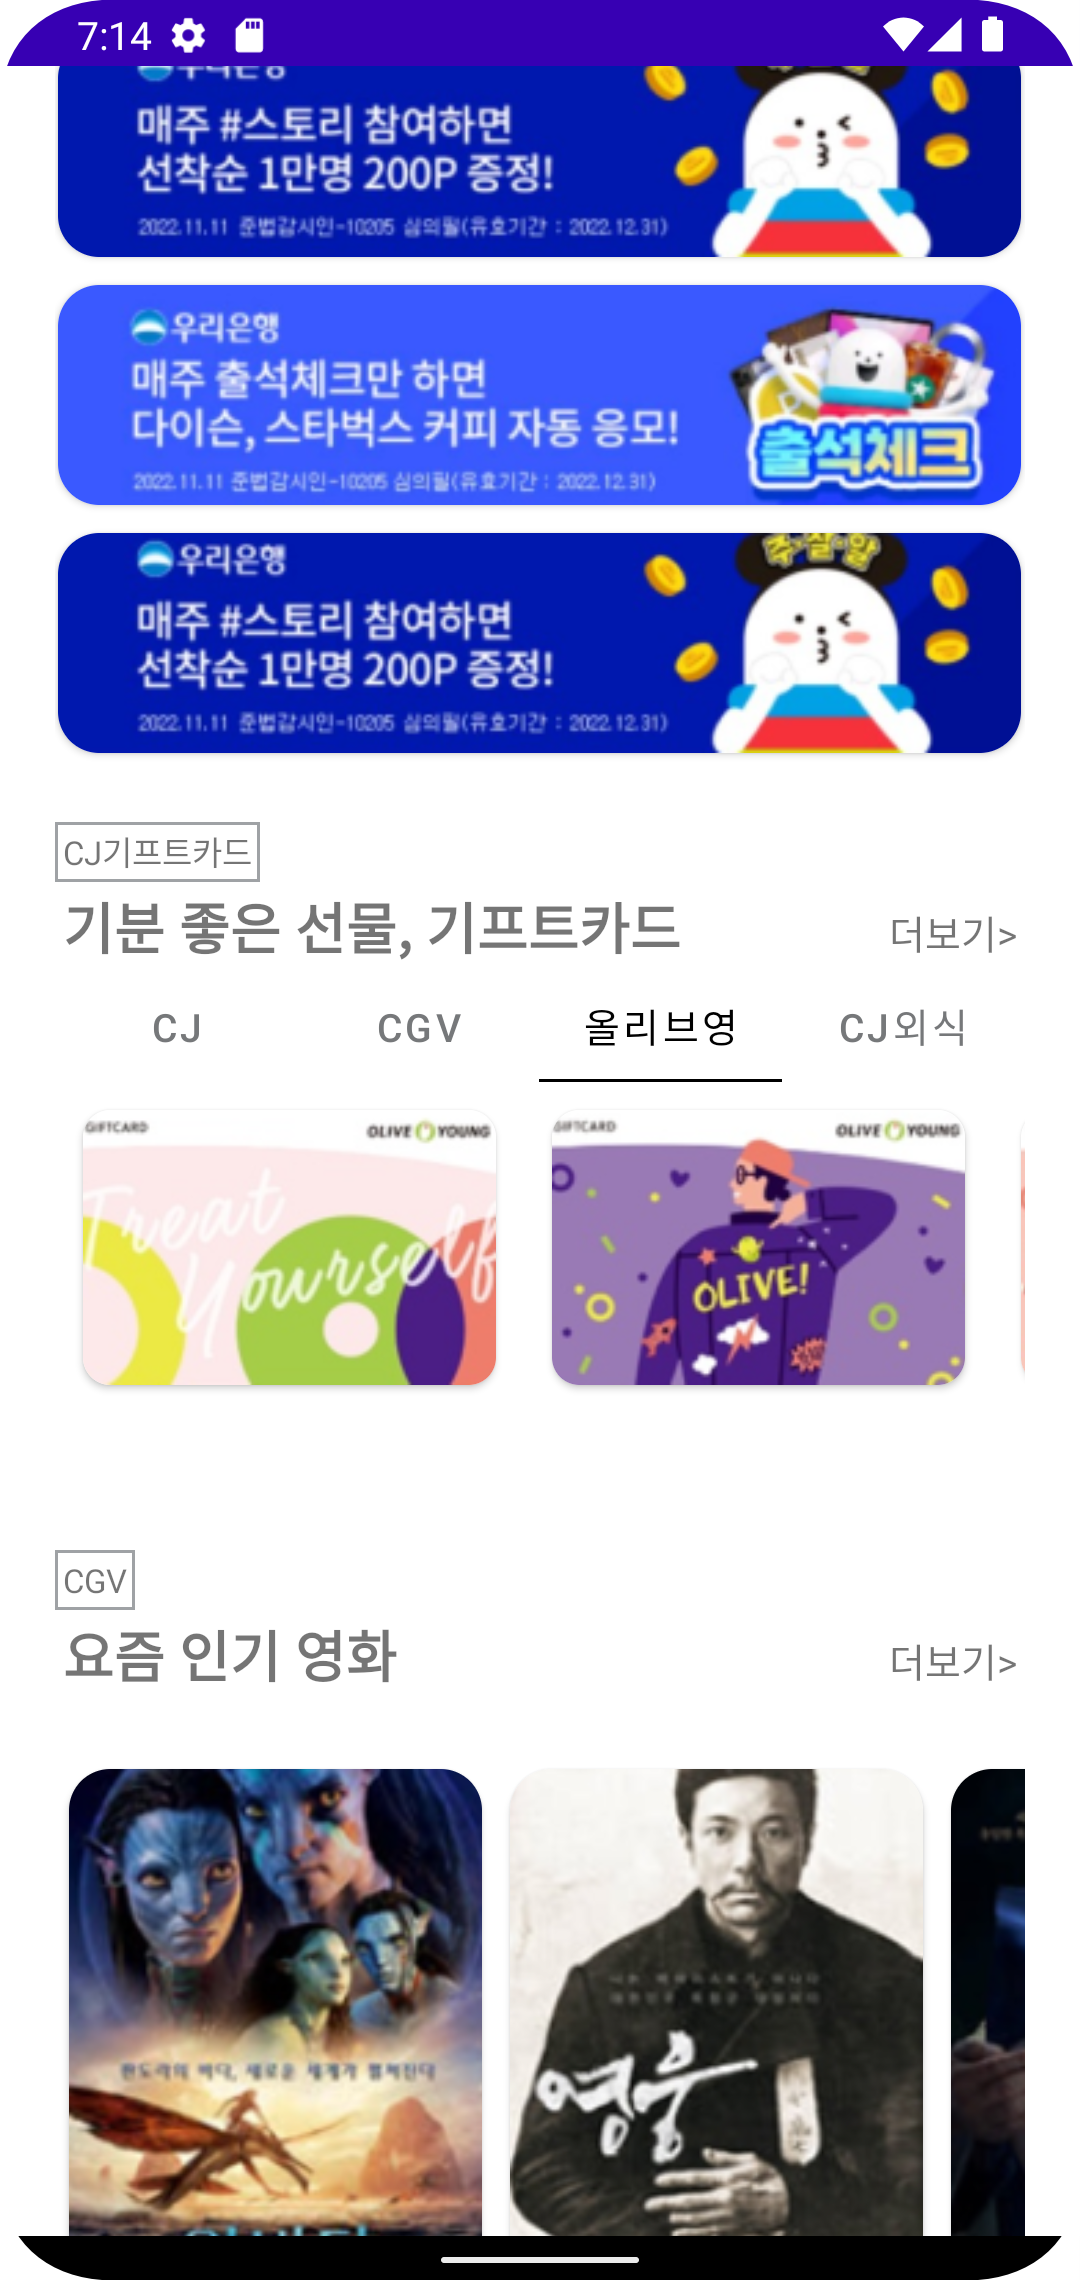 7:14
우리은행
매주 #스토리 참여하면
선착순 1만명 200P 증정!
2022.11.11 준법감시인-10205 심의필(유효기간 : 2022.12.31)
우리은행
매주 출석체크만 하면
다이슨, 스타벅스 커피 자동 응모!
2022.11.11 준법감시인-10205 심의필(유효기간 : 2022.12.31)
출석체크
우리은행
주·잘·알
매주 #스토리 참여하면
선착순 1만명 200P 증정!
2022.11.11 준법감시인-10205 심의필(유효기간 : 2022.12.31)
CJ기프트카드
기분 좋은 선물, 기프트카드
더보기>
CJ CGV 올리브영 CJ외식
GIFTCARD OLIVE YOUNG
Treat
Yourself
GIFTCARD OLIVE YOUNG
OLIVE!
CGV
요즘 인기 영화
더보기>
판도라의 바다, 새로운 세계가 펼쳐진다
영웅